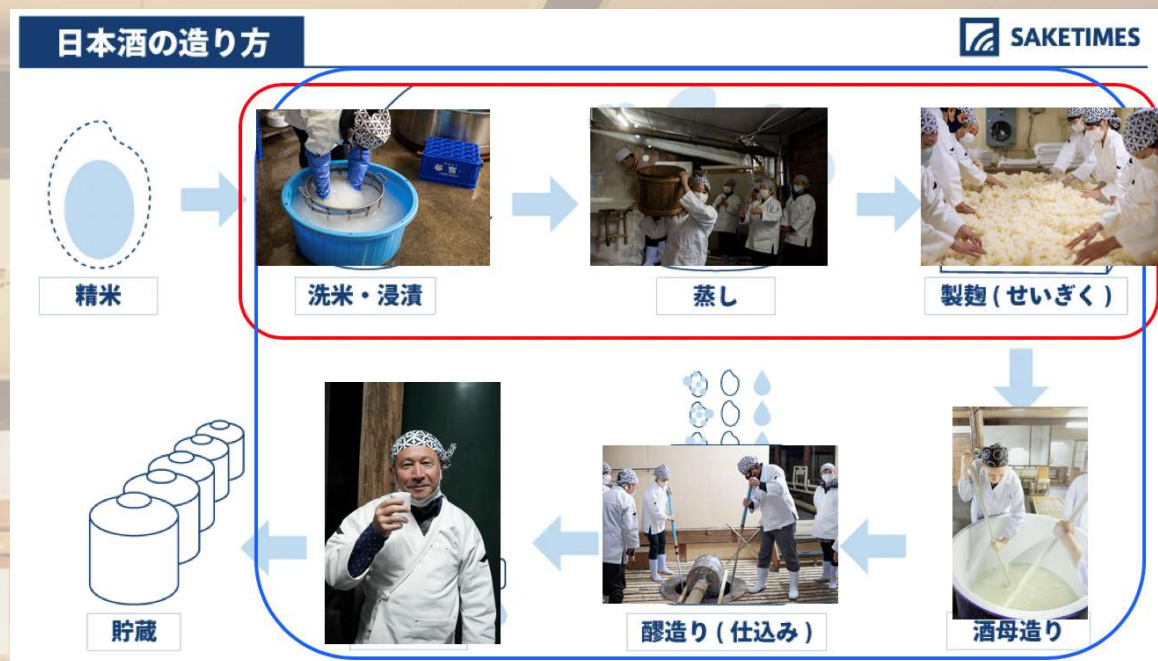 日本酒の造り方
SAKETIMES
精米
洗米・浸漬
蒸し
製麹(せいぎく)
貯蔵
醪造り(仕込み)
酒母造り